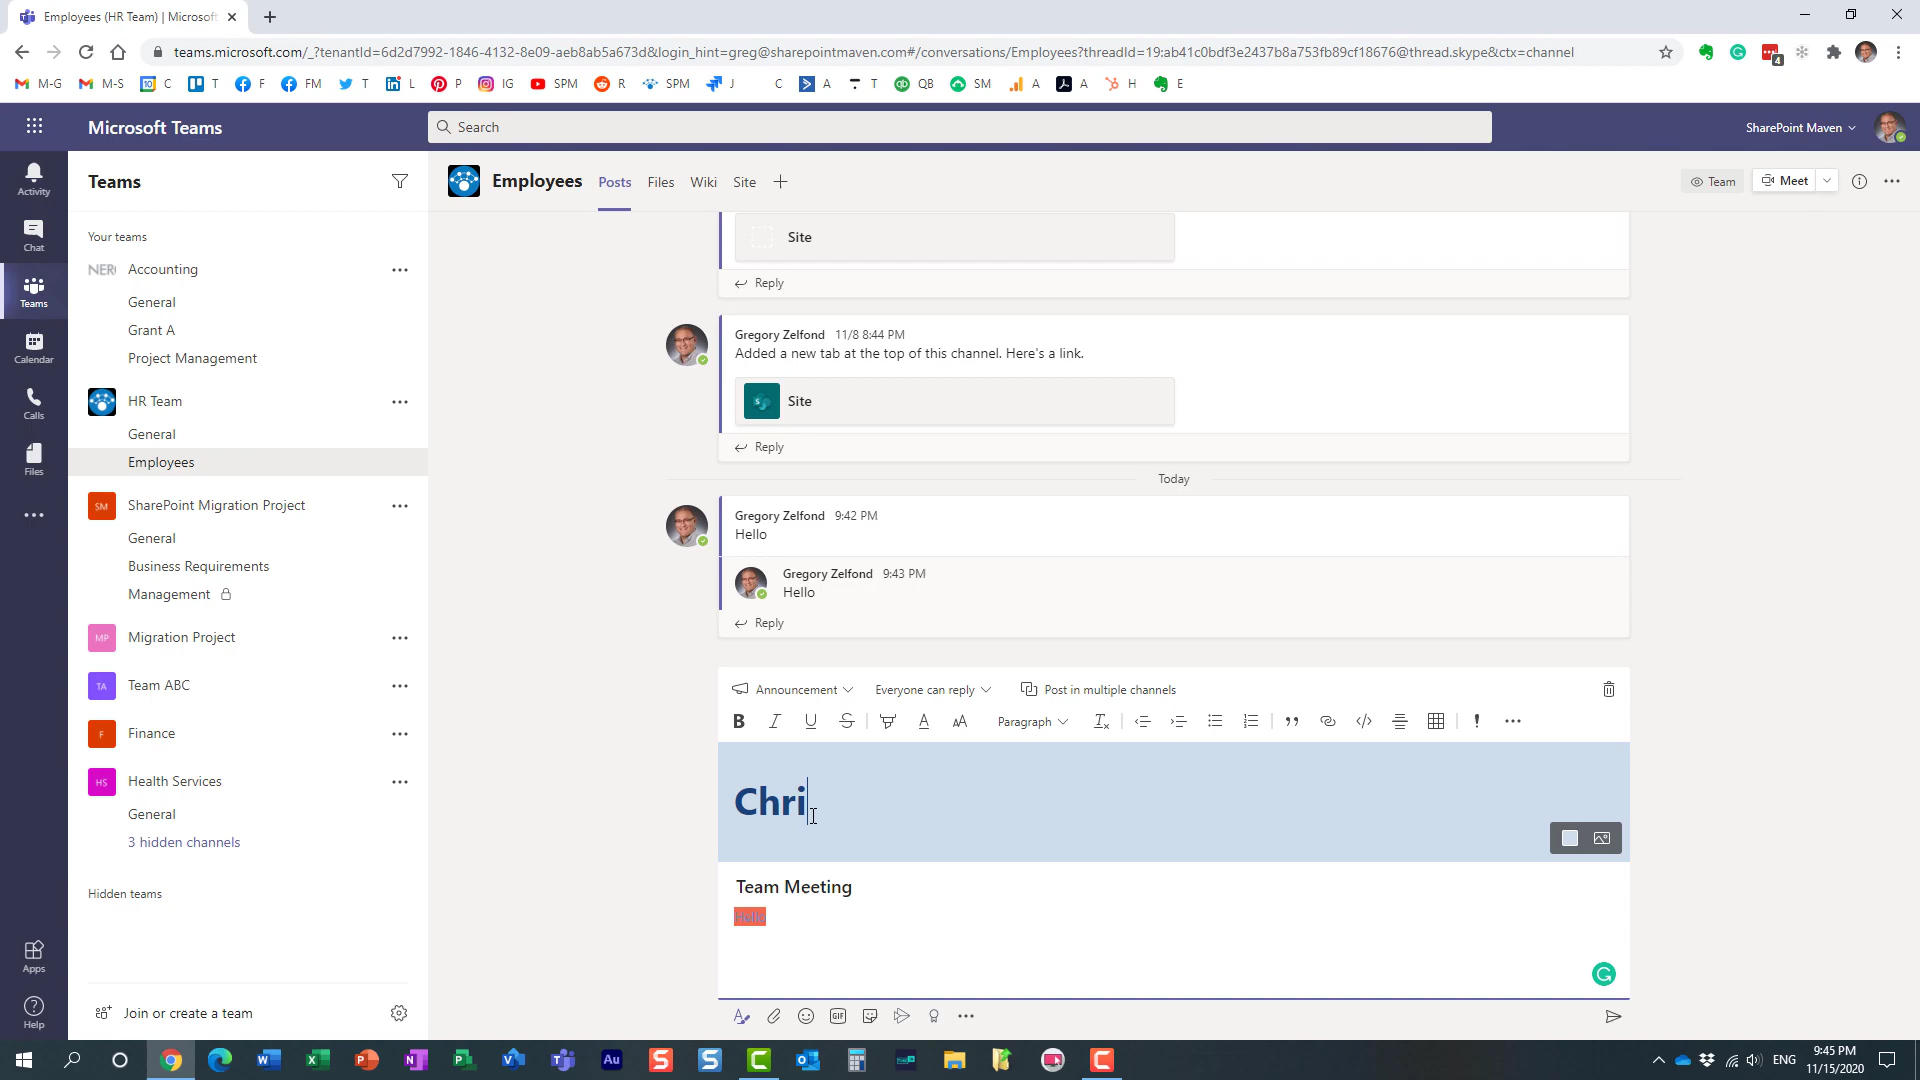 Employees (HR Team) | Microsoft
teams.microsoft.com/_?tenantId=6d2d7992-1846-4132-8e09-aeb8ab5a673d&login_hint=greg@sharepointmaven.com#/conversations/Employees?threadId=19:ab41c0bdf3e2437b8a753fb89cf18676@thread.skype&ctx=channel
4
M-G M-S C T F FM T L P IG SPM R SPM J C A T QB SM A A H E
Microsoft Teams
Search
SharePoint Maven
Activity
Chat
Teams
Calendar
Calls
Files
Apps
Help
Teams
Your teams
NERO Accounting
General
Grant A
Project Management
HR Team
General
Employees
SM SharePoint Migration Project
General
Business Requirements
Management
MP Migration Project
TA Team ABC
F Finance
HS Health Services
General
3 hidden channels
Hidden teams
Join or create a team
Employees Posts Files Wiki Site
Team Meet
Site
Reply
Gregory Zelfond 11/8 8:44 PM
Added a new tab at the top of this channel. Here's a link.
Site
Reply
Today
Gregory Zelfond 9:42 PM
Hello
Gregory Zelfond 9:43 PM
Hello
Reply
Announcement Everyone can reply Post in multiple channels
Paragraph
Chri
Team Meeting
Hello
GIF
ENG
9:45 PM
11/15/2020